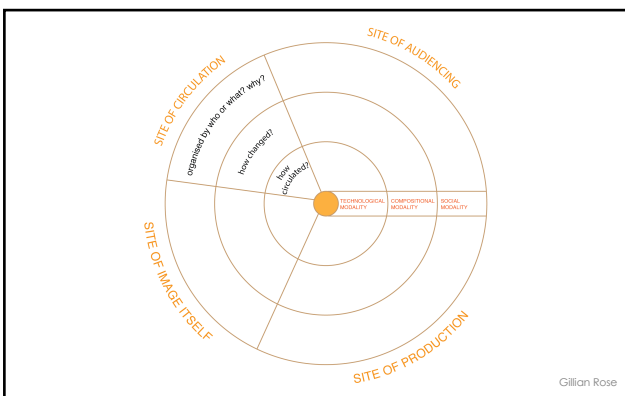 SITE OF CIRCULATION
SITE OF AUDIENCING
organised by who or what? why?
how changed?
how
circulated?
TECHNOLOGICAL
MODALITY
COMPOSITIONAL
MODALITY
SOCIAL
MODALITY
SITE OF IMAGE ITSELF
SITE OF PRODUCTION
Gillian Rose